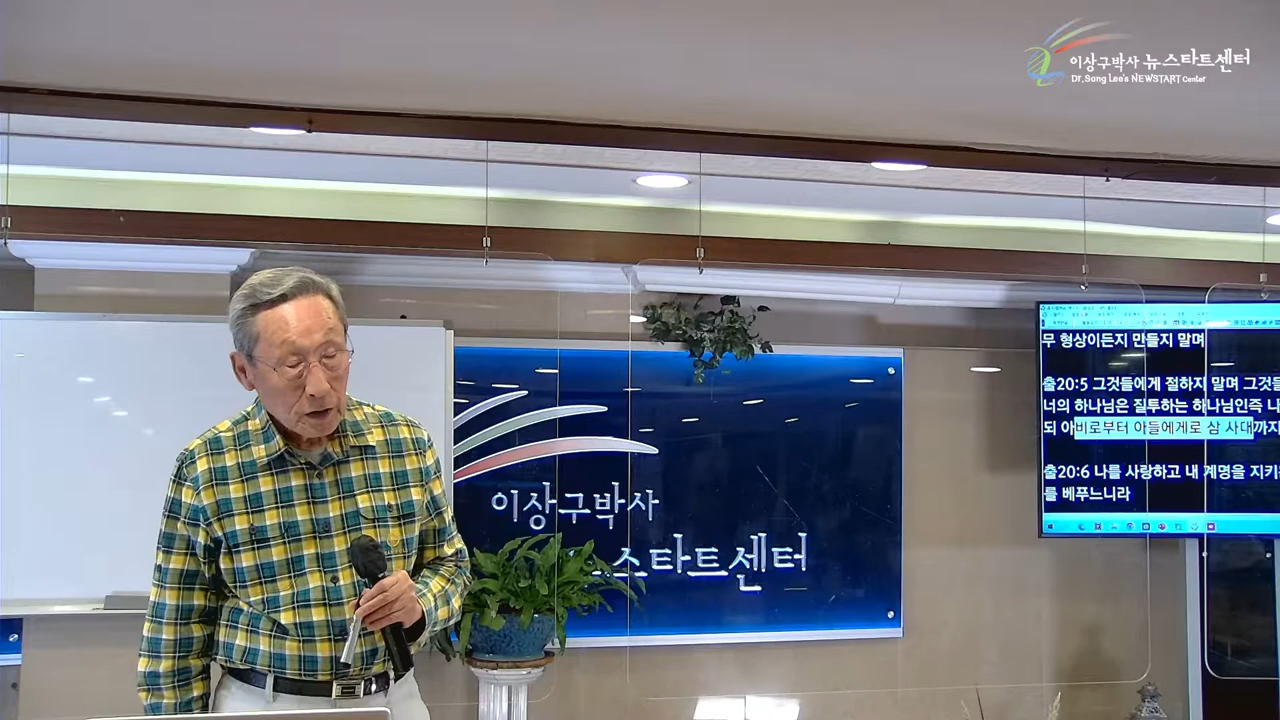 이상구박사 뉴스타트센터
Dr. Sang Lee's NEWSTART Center
이상구박사
스타트센터
무 형상이든지 만들지 말며
출20:5 그것들에게 절하지 말며 그것들
너의 하나님은 질투하는 하나님인즉 나
되 아비로부터 아들에게로 삼 사대까지
출20:6 나를 사랑하고 내 계명을 지키
를 베푸느니라